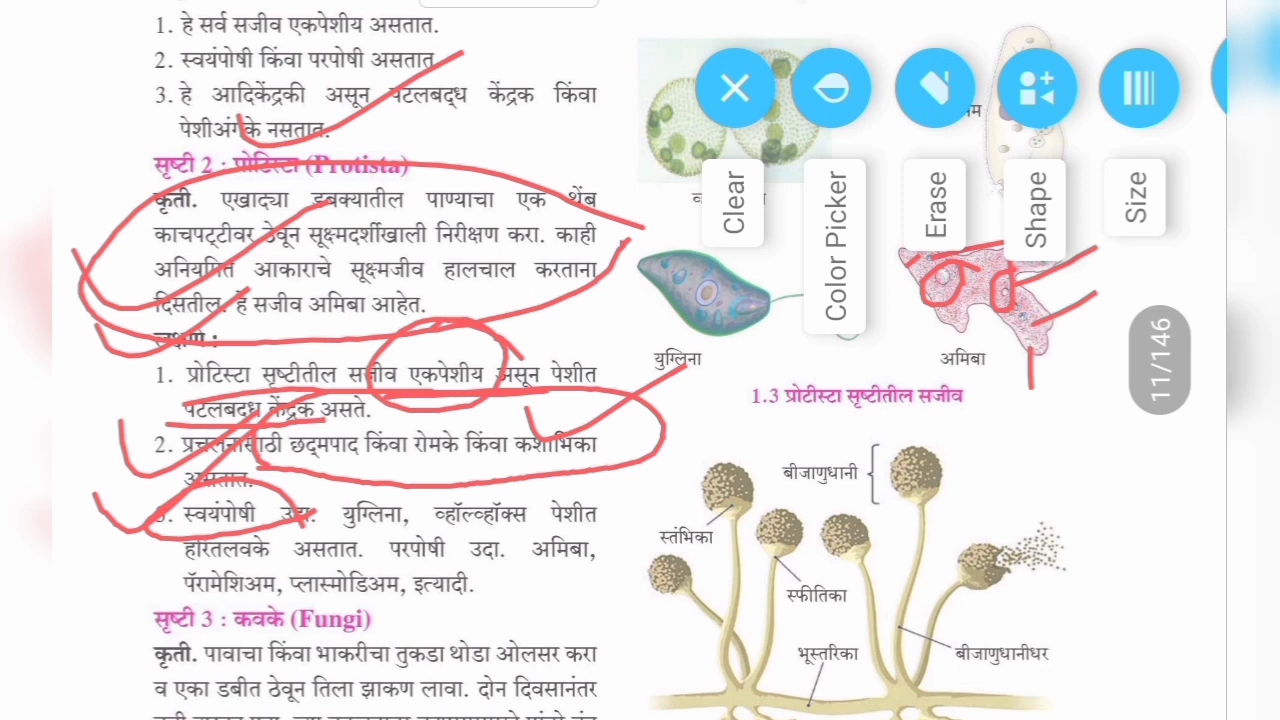 1. हे सर्व सजीव एकपेशीय असतात.
2. स्वयंपोषी किंवा परपोषी असतात
3. हे आदिकेंद्रकी असून पटलबद्ध केंद्रक किंवा
पेशीअंगके नसतात.
सृष्टी 2 : प्रोटिस्टा (Protista)
कृती. एखाद्या डबक्यातील पाण्याचा एक थेंब
काचपट्टीवर ठेवून सूक्ष्मदर्शीखाली निरीक्षण करा. काही
अनियमित आकाराचे सूक्ष्मजीव हालचाल करताना
दिसतील. हे सजीव अमिबा आहेत.
लक्षणे :
1. प्रोटिस्टा सृष्टीतील सजीव एकपेशीय असून पेशीत
पटलबद्ध केंद्रक असते.
2. प्रचलनासाठी छद्मपाद किंवा रोमके किंवा कशाभिका
असतात.
3. स्वयंपोषी उदा. युग्लिना, व्हॉल्व्हॉक्स पेशीत
हरितलवके असतात. परपोषी उदा. अमिबा,
पॅरामेशिअम, प्लास्मोडिअम, इत्यादी.
सृष्टी 3 : कवके (Fungi)
कृती. पावाचा किंवा भाकरीचा तुकडा थोडा ओलसर करा
व एका डबीत ठेवून तिला झाकण लावा. दोन दिवसानंतर
Clear
Color Picker
Erase
Shape
Size
11/146
युग्लिना
अमिबा
1.3 प्रोटीस्टा सृष्टीतील सजीव
बीजाणुधानी
स्तंभिका
स्फीतिका
भूस्तरिका
बीजाणुधानीधर